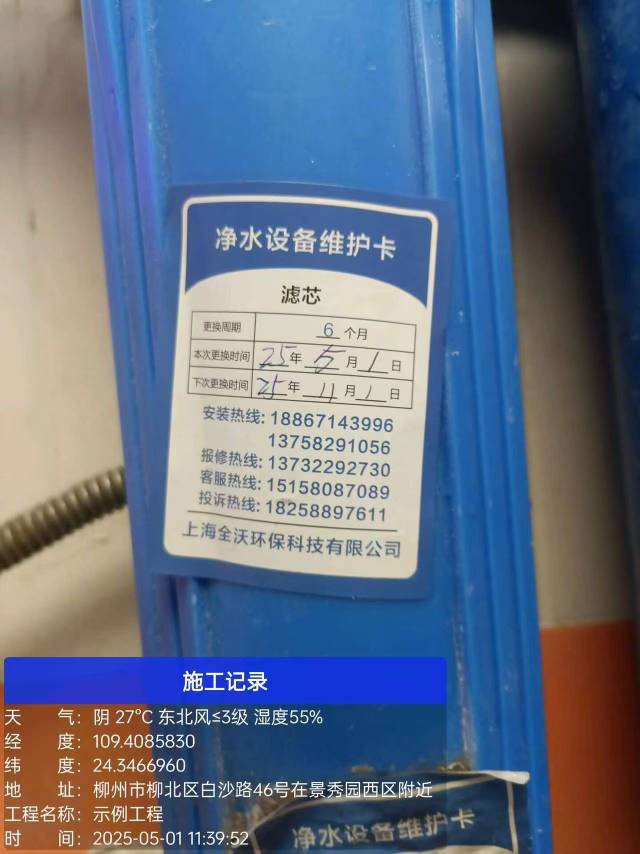 净水设备维护卡
滤芯
更换周期 6 个月
本次更换时间 25年 5月 1日
下次更换时间 25年 11月 1日
安装热线: 18867143996
13758291056
报修热线: 13732292730
客服热线: 15158087089
投诉热线: 18258897611
上海全沃环保科技有限公司
施工记录
天 气: 阴 27℃ 东北风≤3级 湿度55%
经 度: 109.4085830
纬 度: 24.3466960
地 址: 柳州市柳北区白沙路46号在景秀园西区附近
工程名称: 示例工程
时 间: 2025-05-01 11:39:52
净水设备维护卡